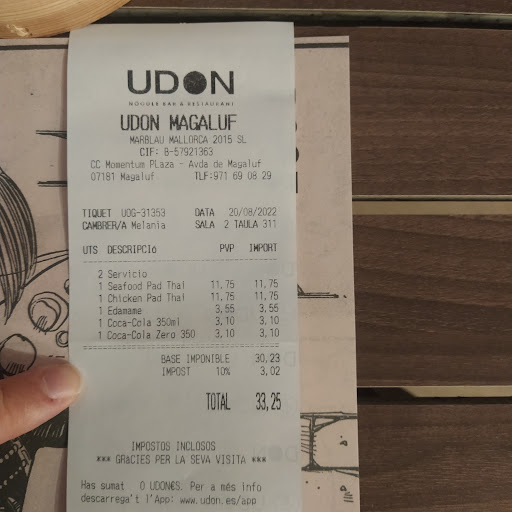 UDON
NOODLE BAR & RESTAURANT
UDON MAGALUF
MARBLAU MALLORCA 2015 SL
CIF: B-57921363
CC Momentum PLaza - Avda de Magaluf
07181 Magaluf TLF:971 69 08 29
TIQUET UOG-31353 DATA 20/08/2022
CAMBRER/A Melania SALA 2 TAULA 311
UTS DESCRIPCIó PVP IMPORT
2 Servicio
1 Seafood Pad Thai 11,75 11,75
1 Chicken Pad Thai 11,75 11,75
1 Edamame 3,55 3,55
1 Coca-Cola 350ml 3,10 3,10
1 Coca-Cola Zero 350 3,10 3,10
BASE IMPONIBLE 30,23
IMPOST 10% 3,02
TOTAL 33,25
IMPOSTOS INCLOSOS
*** GRàCIES PER LA SEVA VISITA ***
Has sumat 0 UDON€S. Per a més info
descarrega't l'App: www.udon.es/app